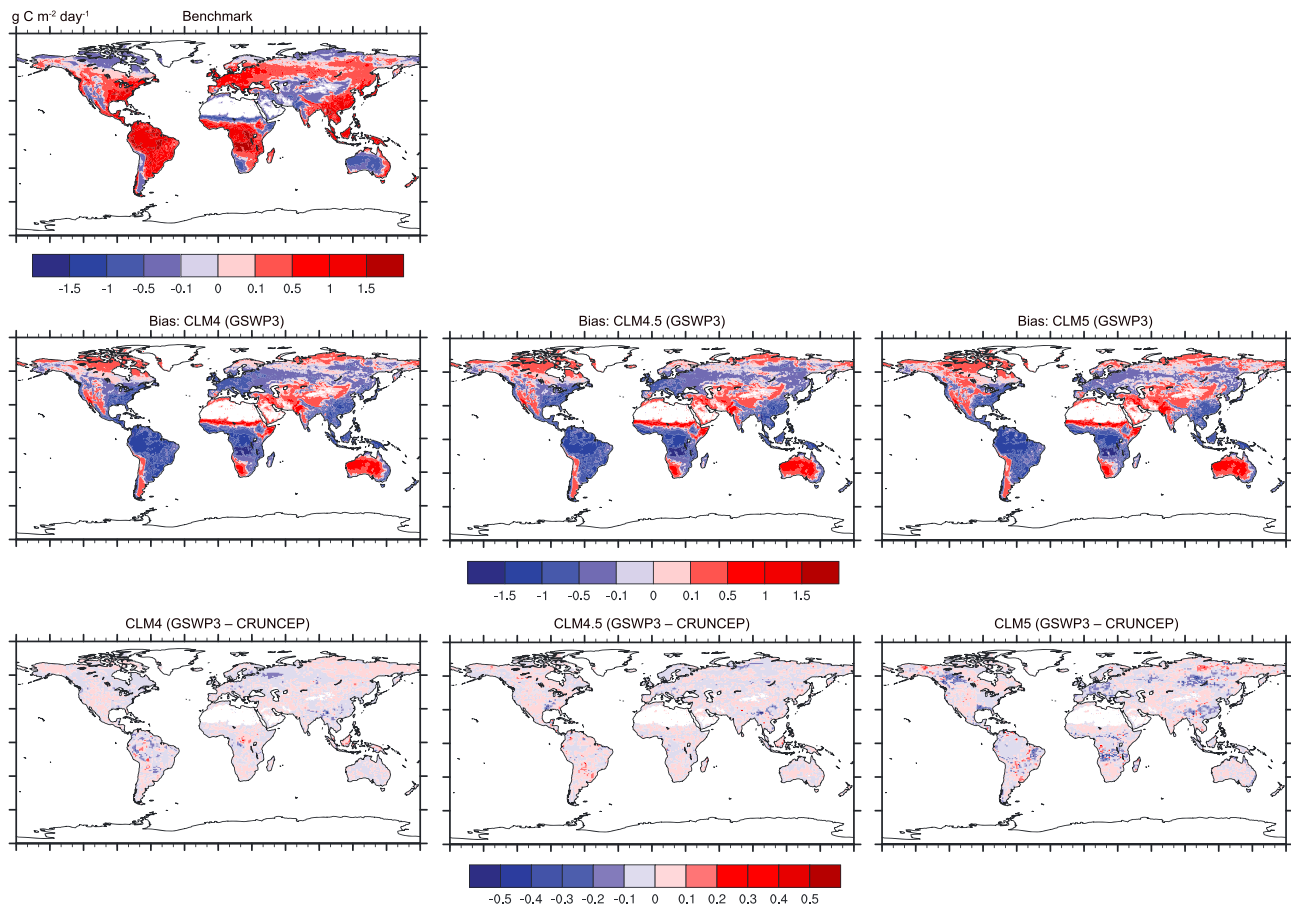 g C m⁻² day⁻¹ Benchmark
-1.5 -1 -0.5 -0.1 0 0.1 0.5 1 1.5
Bias: CLM4 (GSWP3) Bias: CLM4.5 (GSWP3) Bias: CLM5 (GSWP3)
-1.5 -1 -0.5 -0.1 0 0.1 0.5 1 1.5
CLM4 (GSWP3 – CRUNCEP) CLM4.5 (GSWP3 – CRUNCEP) CLM5 (GSWP3 – CRUNCEP)
-0.5 -0.4 -0.3 -0.2 -0.1 0 0.1 0.2 0.3 0.4 0.5